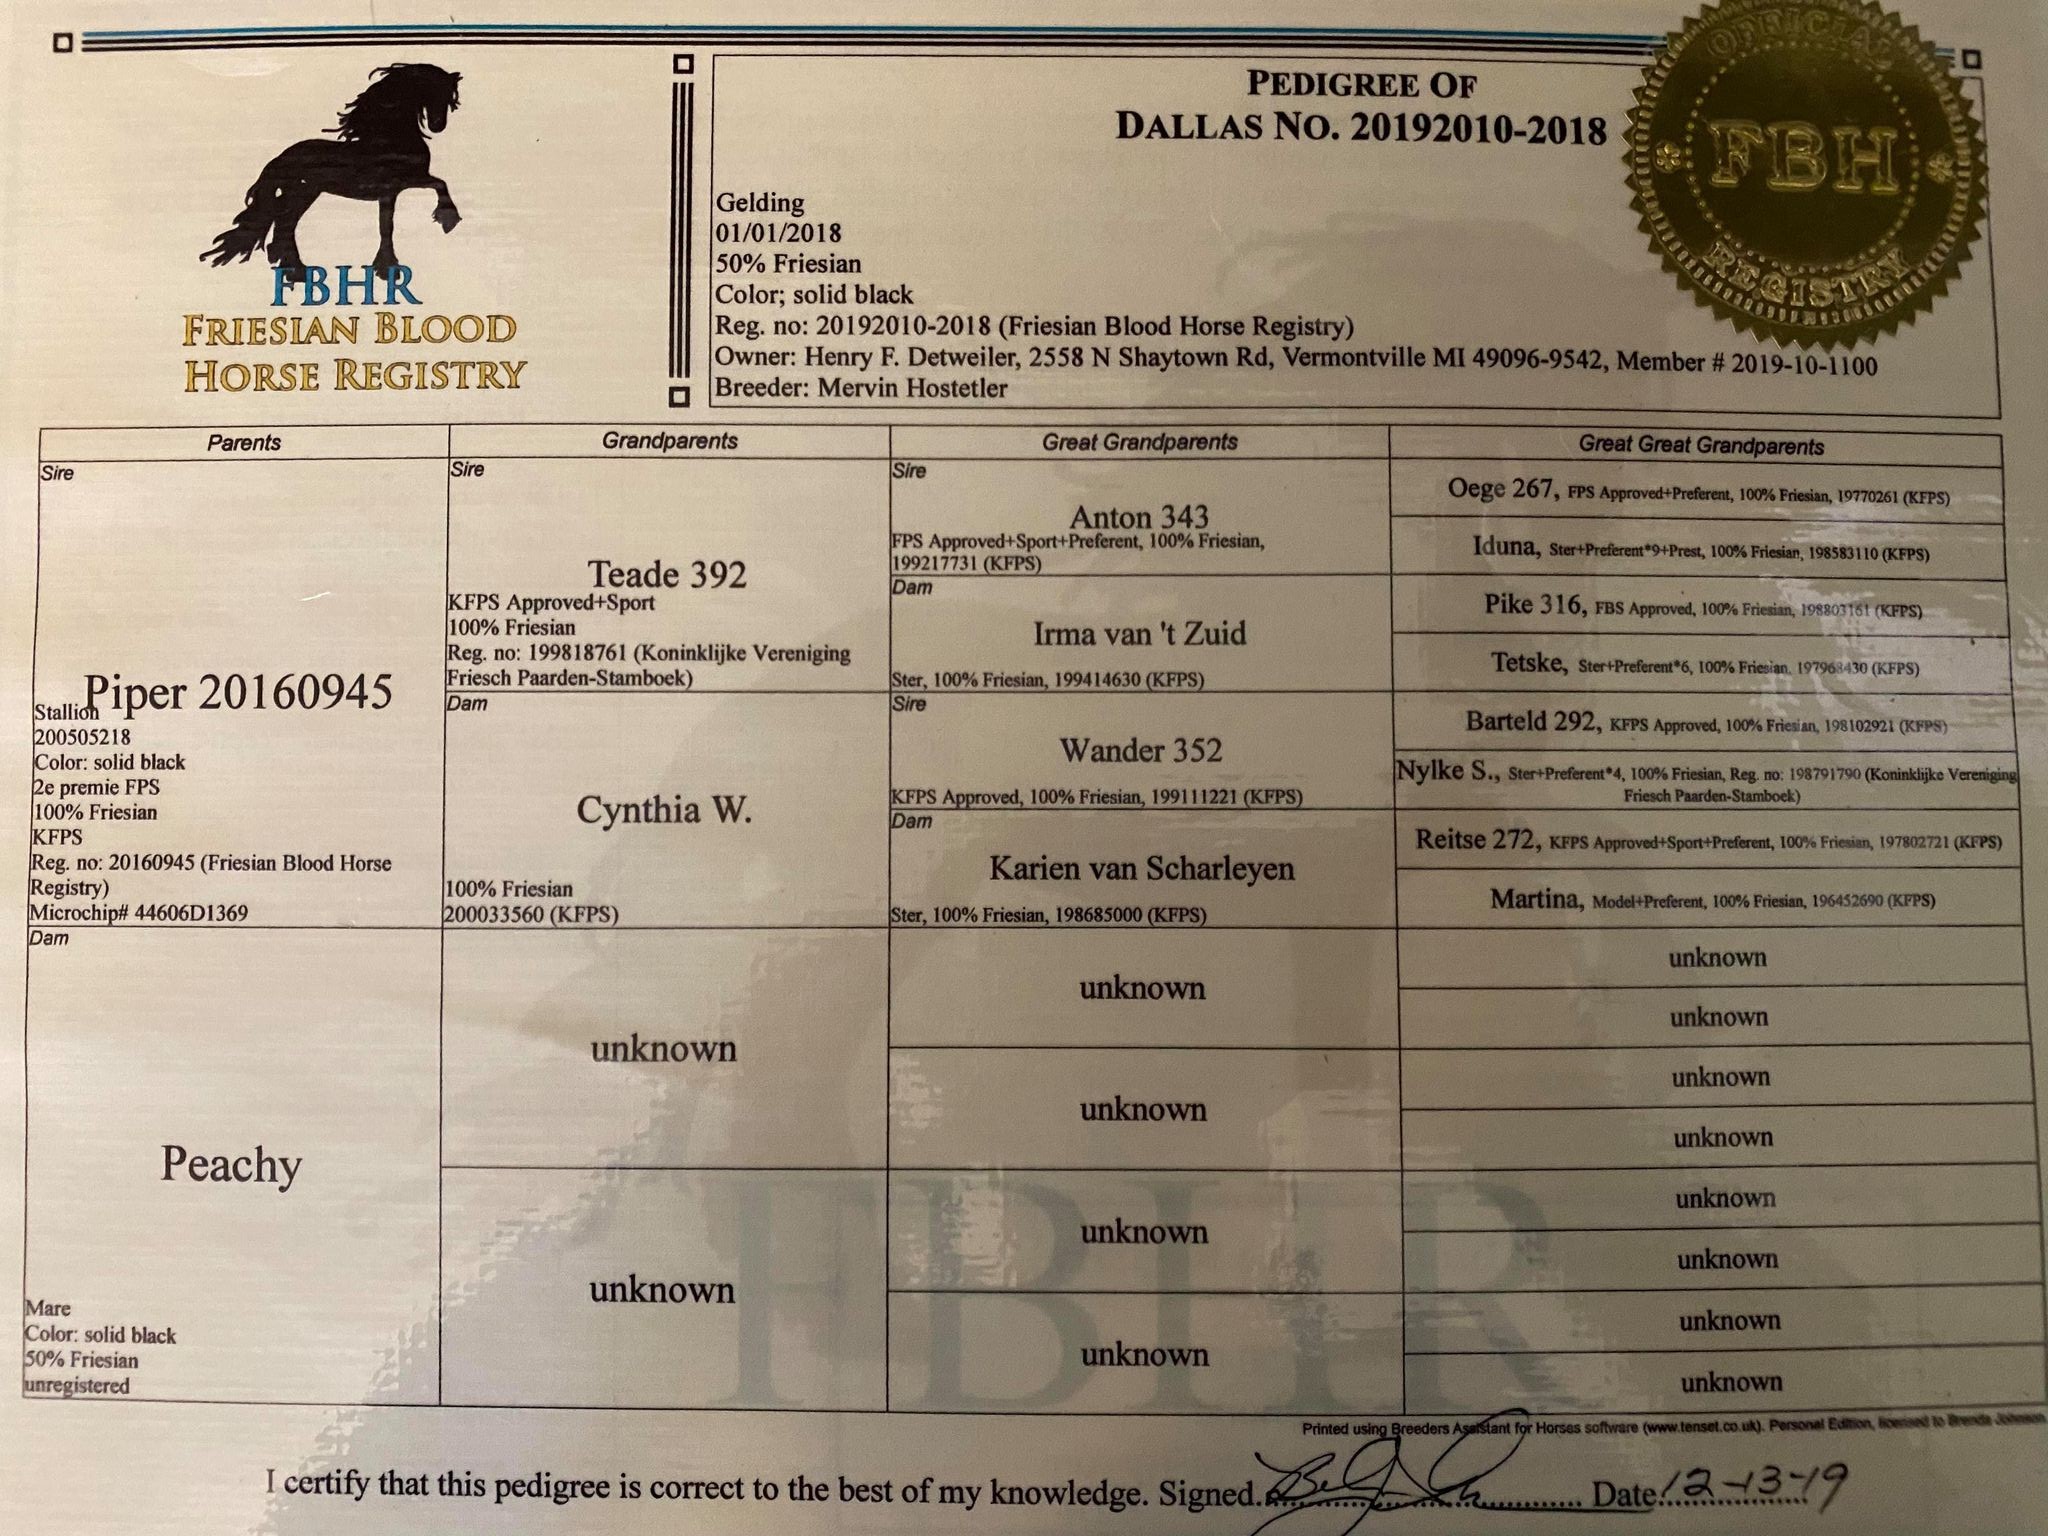 PEDIGREE OF
DALLAS NO. 20192010-2018
OFFICIAL
FBH
REGISTRY
FBHR
FRIESIAN BLOOD
HORSE REGISTRY
Gelding
01/01/2018
50% Friesian
Color; solid black
Reg. no: 20192010-2018 (Friesian Blood Horse Registry)
Owner: Henry F. Detweiler, 2558 N Shaytown Rd, Vermontville MI 49096-9542, Member # 2019-10-1100
Breeder: Mervin Hostetler
Parents
Grandparents
Great Grandparents
Great Great Grandparents
Sire
Piper 20160945
Stallion
200505218
Color: solid black
2e premie FPS
100% Friesian
KFPS
Reg. no: 20160945 (Friesian Blood Horse
Registry)
Microchip# 44606D1369
Dam
Peachy
Mare
Color: solid black
50% Friesian
unregistered
Sire
Teade 392
KFPS Approved+Sport
100% Friesian
Reg. no: 199818761 (Koninklijke Vereniging
Friesch Paarden-Stamboek)
Dam
Cynthia W.
100% Friesian
200033560 (KFPS)
unknown
unknown
Sire
Anton 343
FPS Approved+Sport+Preferent, 100% Friesian,
199217731 (KFPS)
Dam
Irma van 't Zuid
Ster, 100% Friesian, 199414630 (KFPS)
Sire
Wander 352
KFPS Approved, 100% Friesian, 199111221 (KFPS)
Dam
Karien van Scharleyen
Ster, 100% Friesian, 198685000 (KFPS)
unknown
unknown
unknown
unknown
Oege 267, FPS Approved+Preferent, 100% Friesian, 19770261 (KFPS)
Iduna, Ster+Preferent*9+Prest, 100% Friesian, 198583110 (KFPS)
Pike 316, FBS Approved, 100% Friesian, 198803161 (KFPS)
Tetske, Ster+Preferent*6, 100% Friesian, 197968430 (KFPS)
Barteld 292, KFPS Approved, 100% Friesian, 198102921 (KFPS)
Nylke S., Ster+Preferent*4, 100% Friesian, Reg. no: 198791790 (Koninklijke Vereniging
Friesch Paarden-Stamboek)
Reitse 272, KFPS Approved+Sport+Preferent, 100% Friesian, 197802721 (KFPS)
Martina, Model+Preferent, 100% Friesian, 196452690 (KFPS)
unknown
unknown
unknown
unknown
unknown
unknown
unknown
unknown
FBHR
Printed using Breeders Assistant for Horses software (www.tenset.co.uk). Personal Edition, licensed to Brenda Johnson
I certify that this pedigree is correct to the best of my knowledge. Signed. Date: 12-13-19